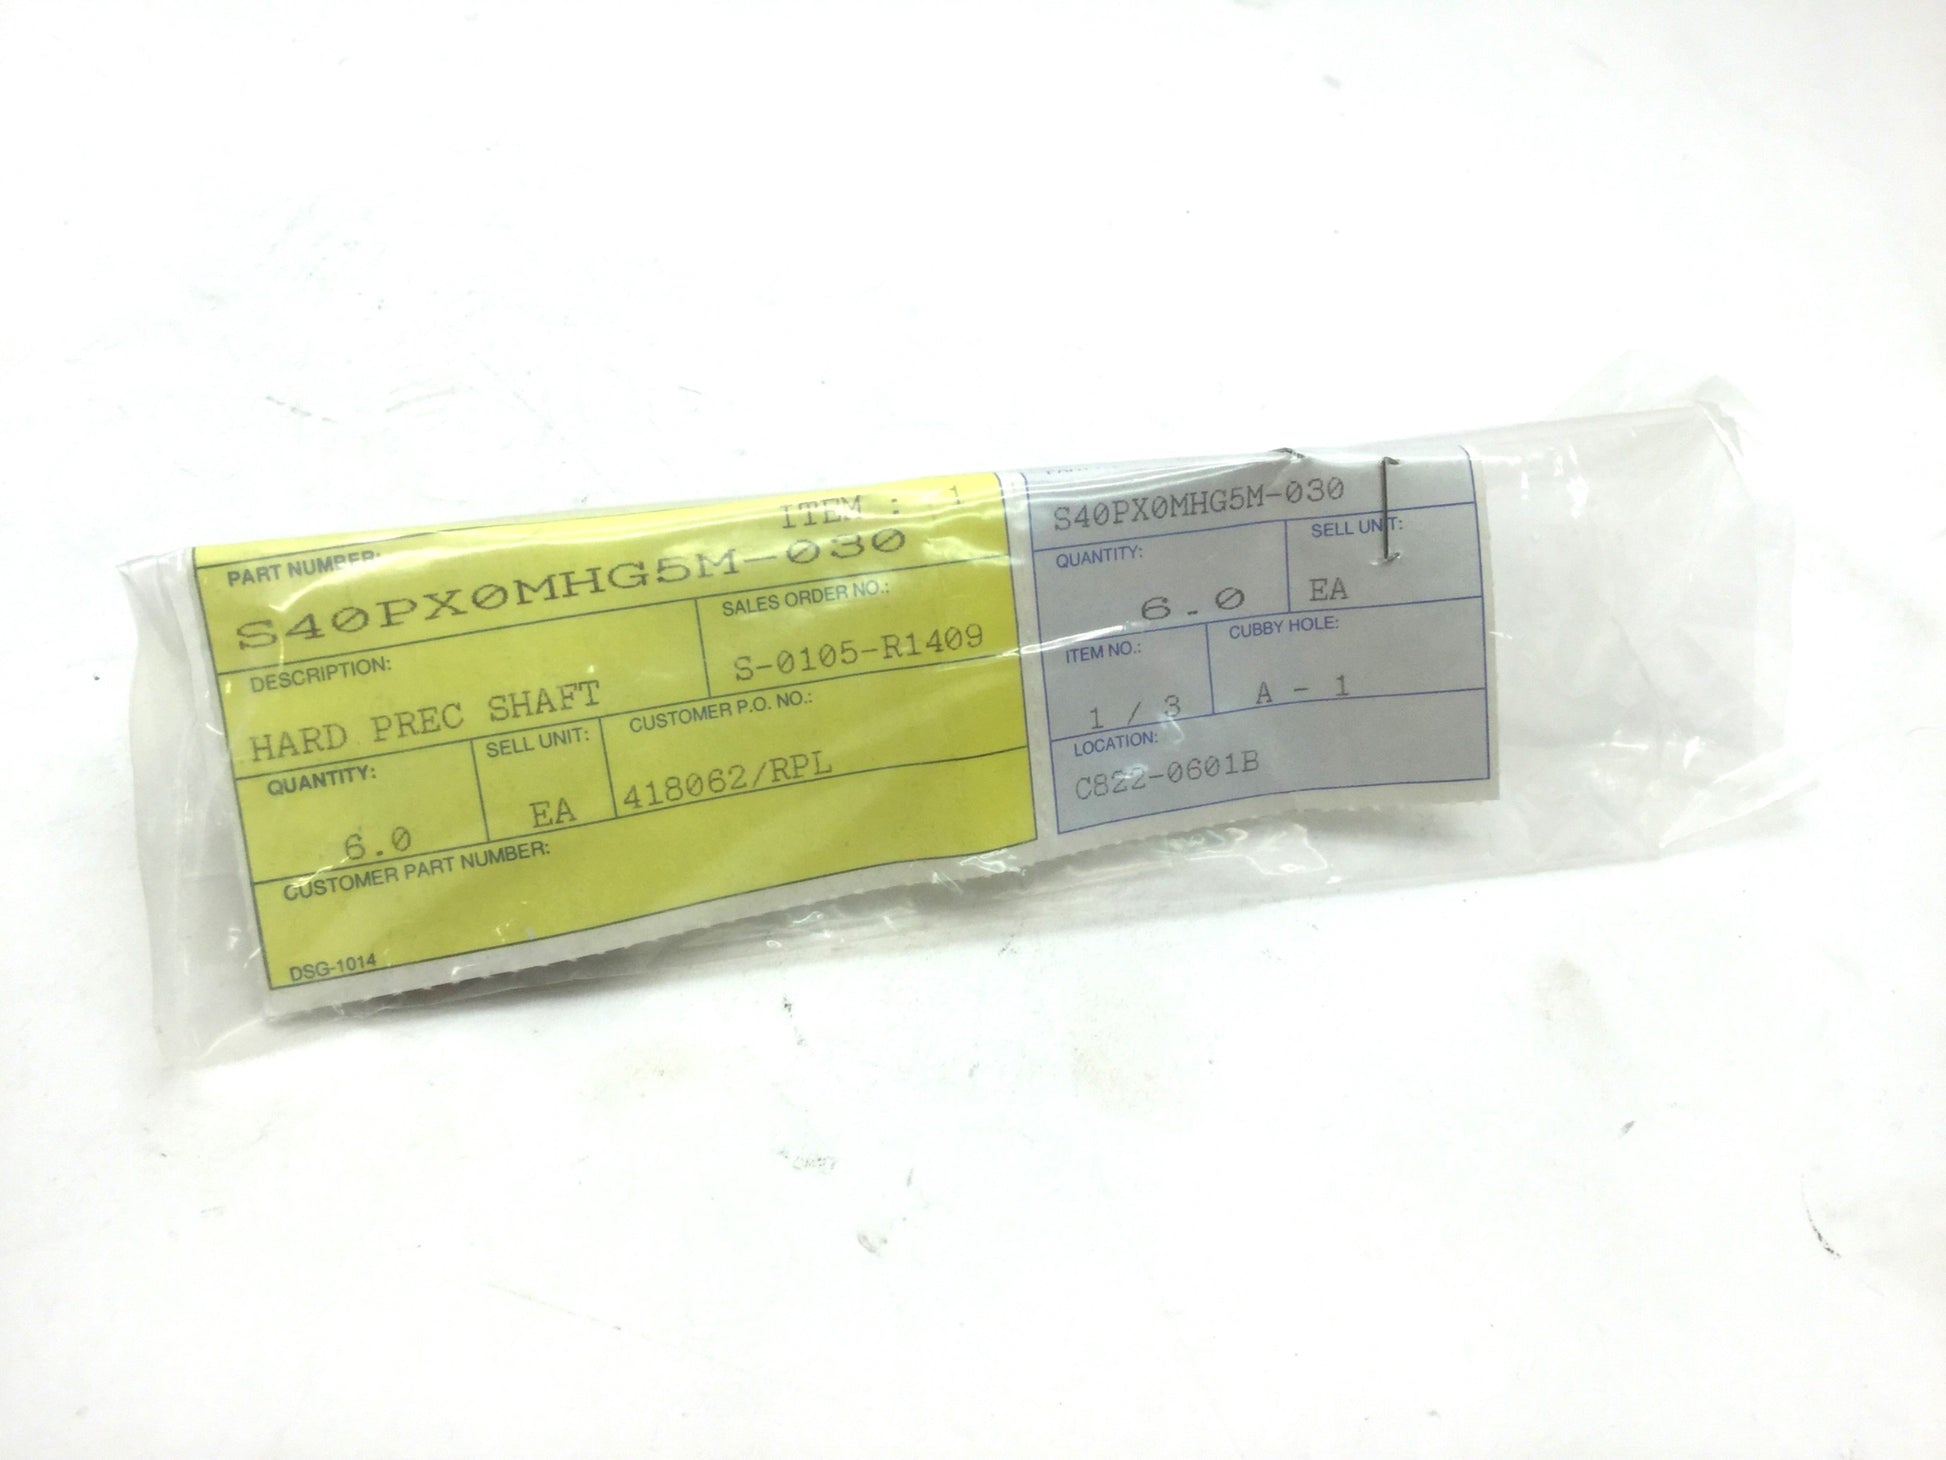 ITEM : 1
PART NUMBER:
S40PX0MHG5M-030
DESCRIPTION:
HARD PREC SHAFT
SALES ORDER NO.:
S-0105-R1409
QUANTITY:
6.0
SELL UNIT:
EA
CUSTOMER P.O. NO.:
418062/RPL
CUSTOMER PART NUMBER:
DSG-1014
S40PX0MHG5M-030
QUANTITY:
6.0
SELL UNIT:
EA
ITEM NO.:
1 / 3
CUBBY HOLE:
A - 1
LOCATION:
C822-0601B